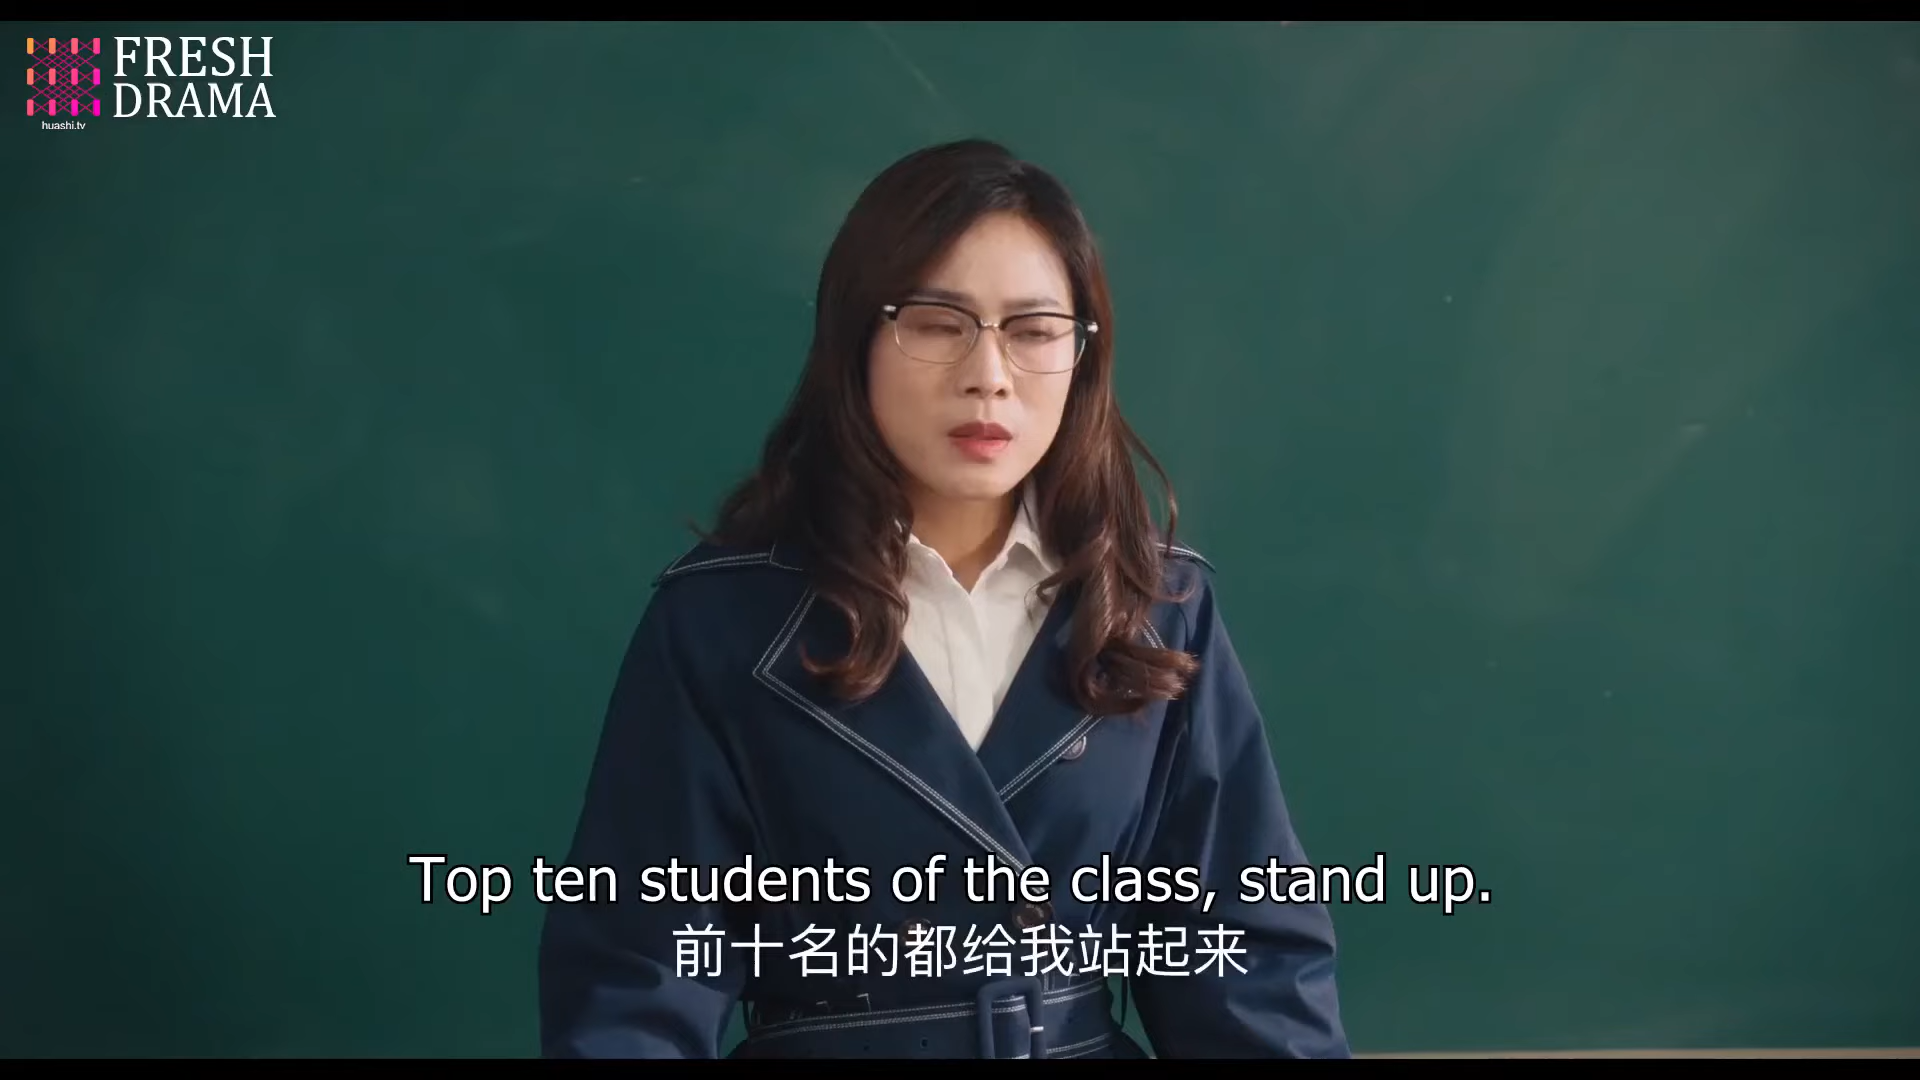 FRESH
DRAMA
huashi.tv
Top ten students of the class, stand up.
前十名的都给我站起来